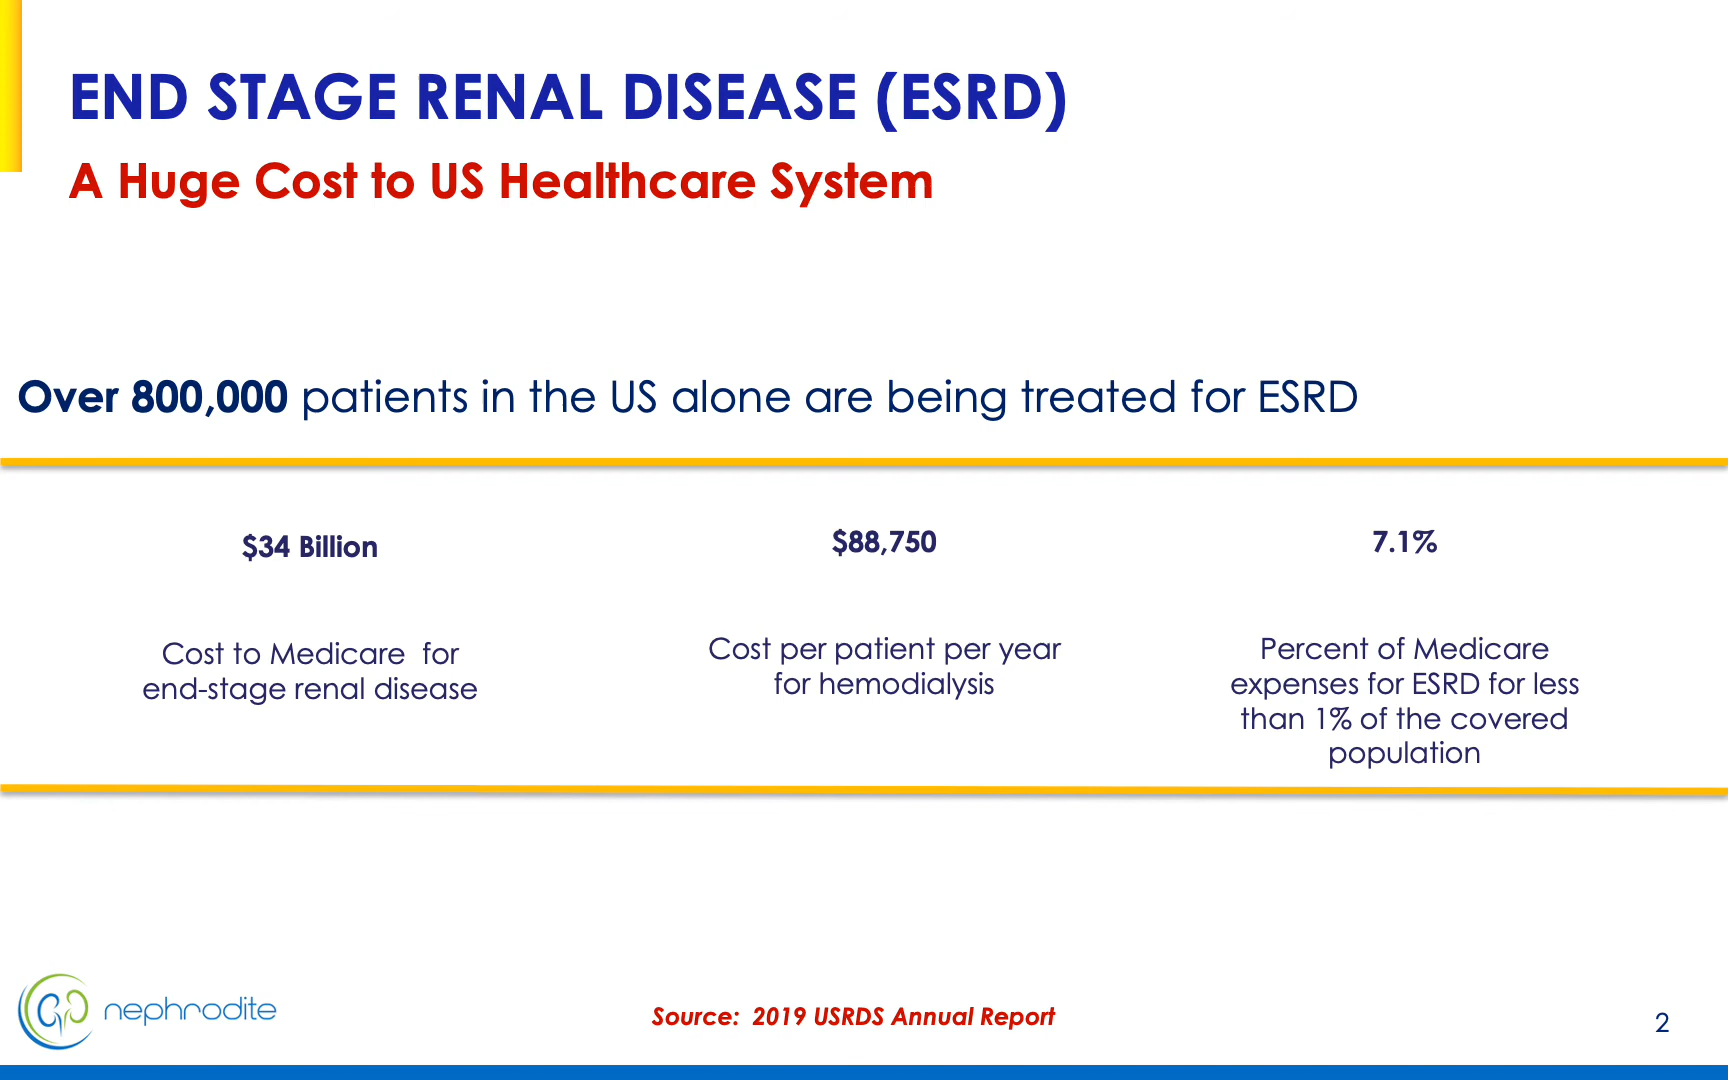 END STAGE RENAL DISEASE (ESRD)
A Huge Cost to US Healthcare System
Over 800,000 patients in the US alone are being treated for ESRD
$34 Billion
Cost to Medicare  for
end-stage renal disease
$88,750
Cost per patient per year
for hemodialysis
7.1%
Percent of Medicare
expenses for ESRD for less
than 1% of the covered
population
nephrodite
Source:  2019 USRDS Annual Report
2